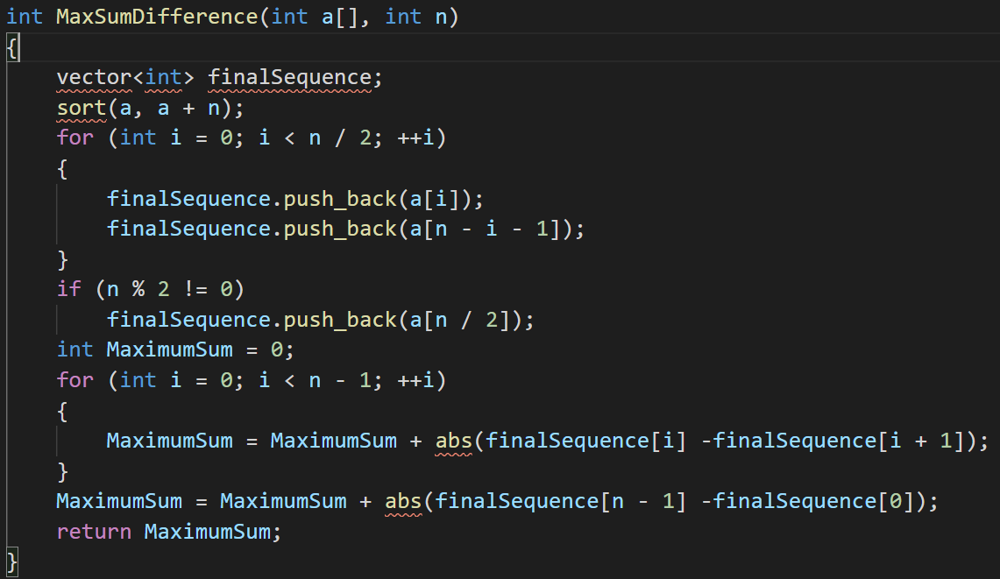 int MaxSumDifference(int a[], int n)
{
    vector<int> finalSequence;
    sort(a, a + n);
    for (int i = 0; i < n / 2; ++i)
    {
        finalSequence.push_back(a[i]);
        finalSequence.push_back(a[n - i - 1]);
    }
    if (n % 2 != 0)
        finalSequence.push_back(a[n / 2]);
    int MaximumSum = 0;
    for (int i = 0; i < n - 1; ++i)
    {
        MaximumSum = MaximumSum + abs(finalSequence[i] -finalSequence[i + 1]);
    }
    MaximumSum = MaximumSum + abs(finalSequence[n - 1] -finalSequence[0]);
    return MaximumSum;
}